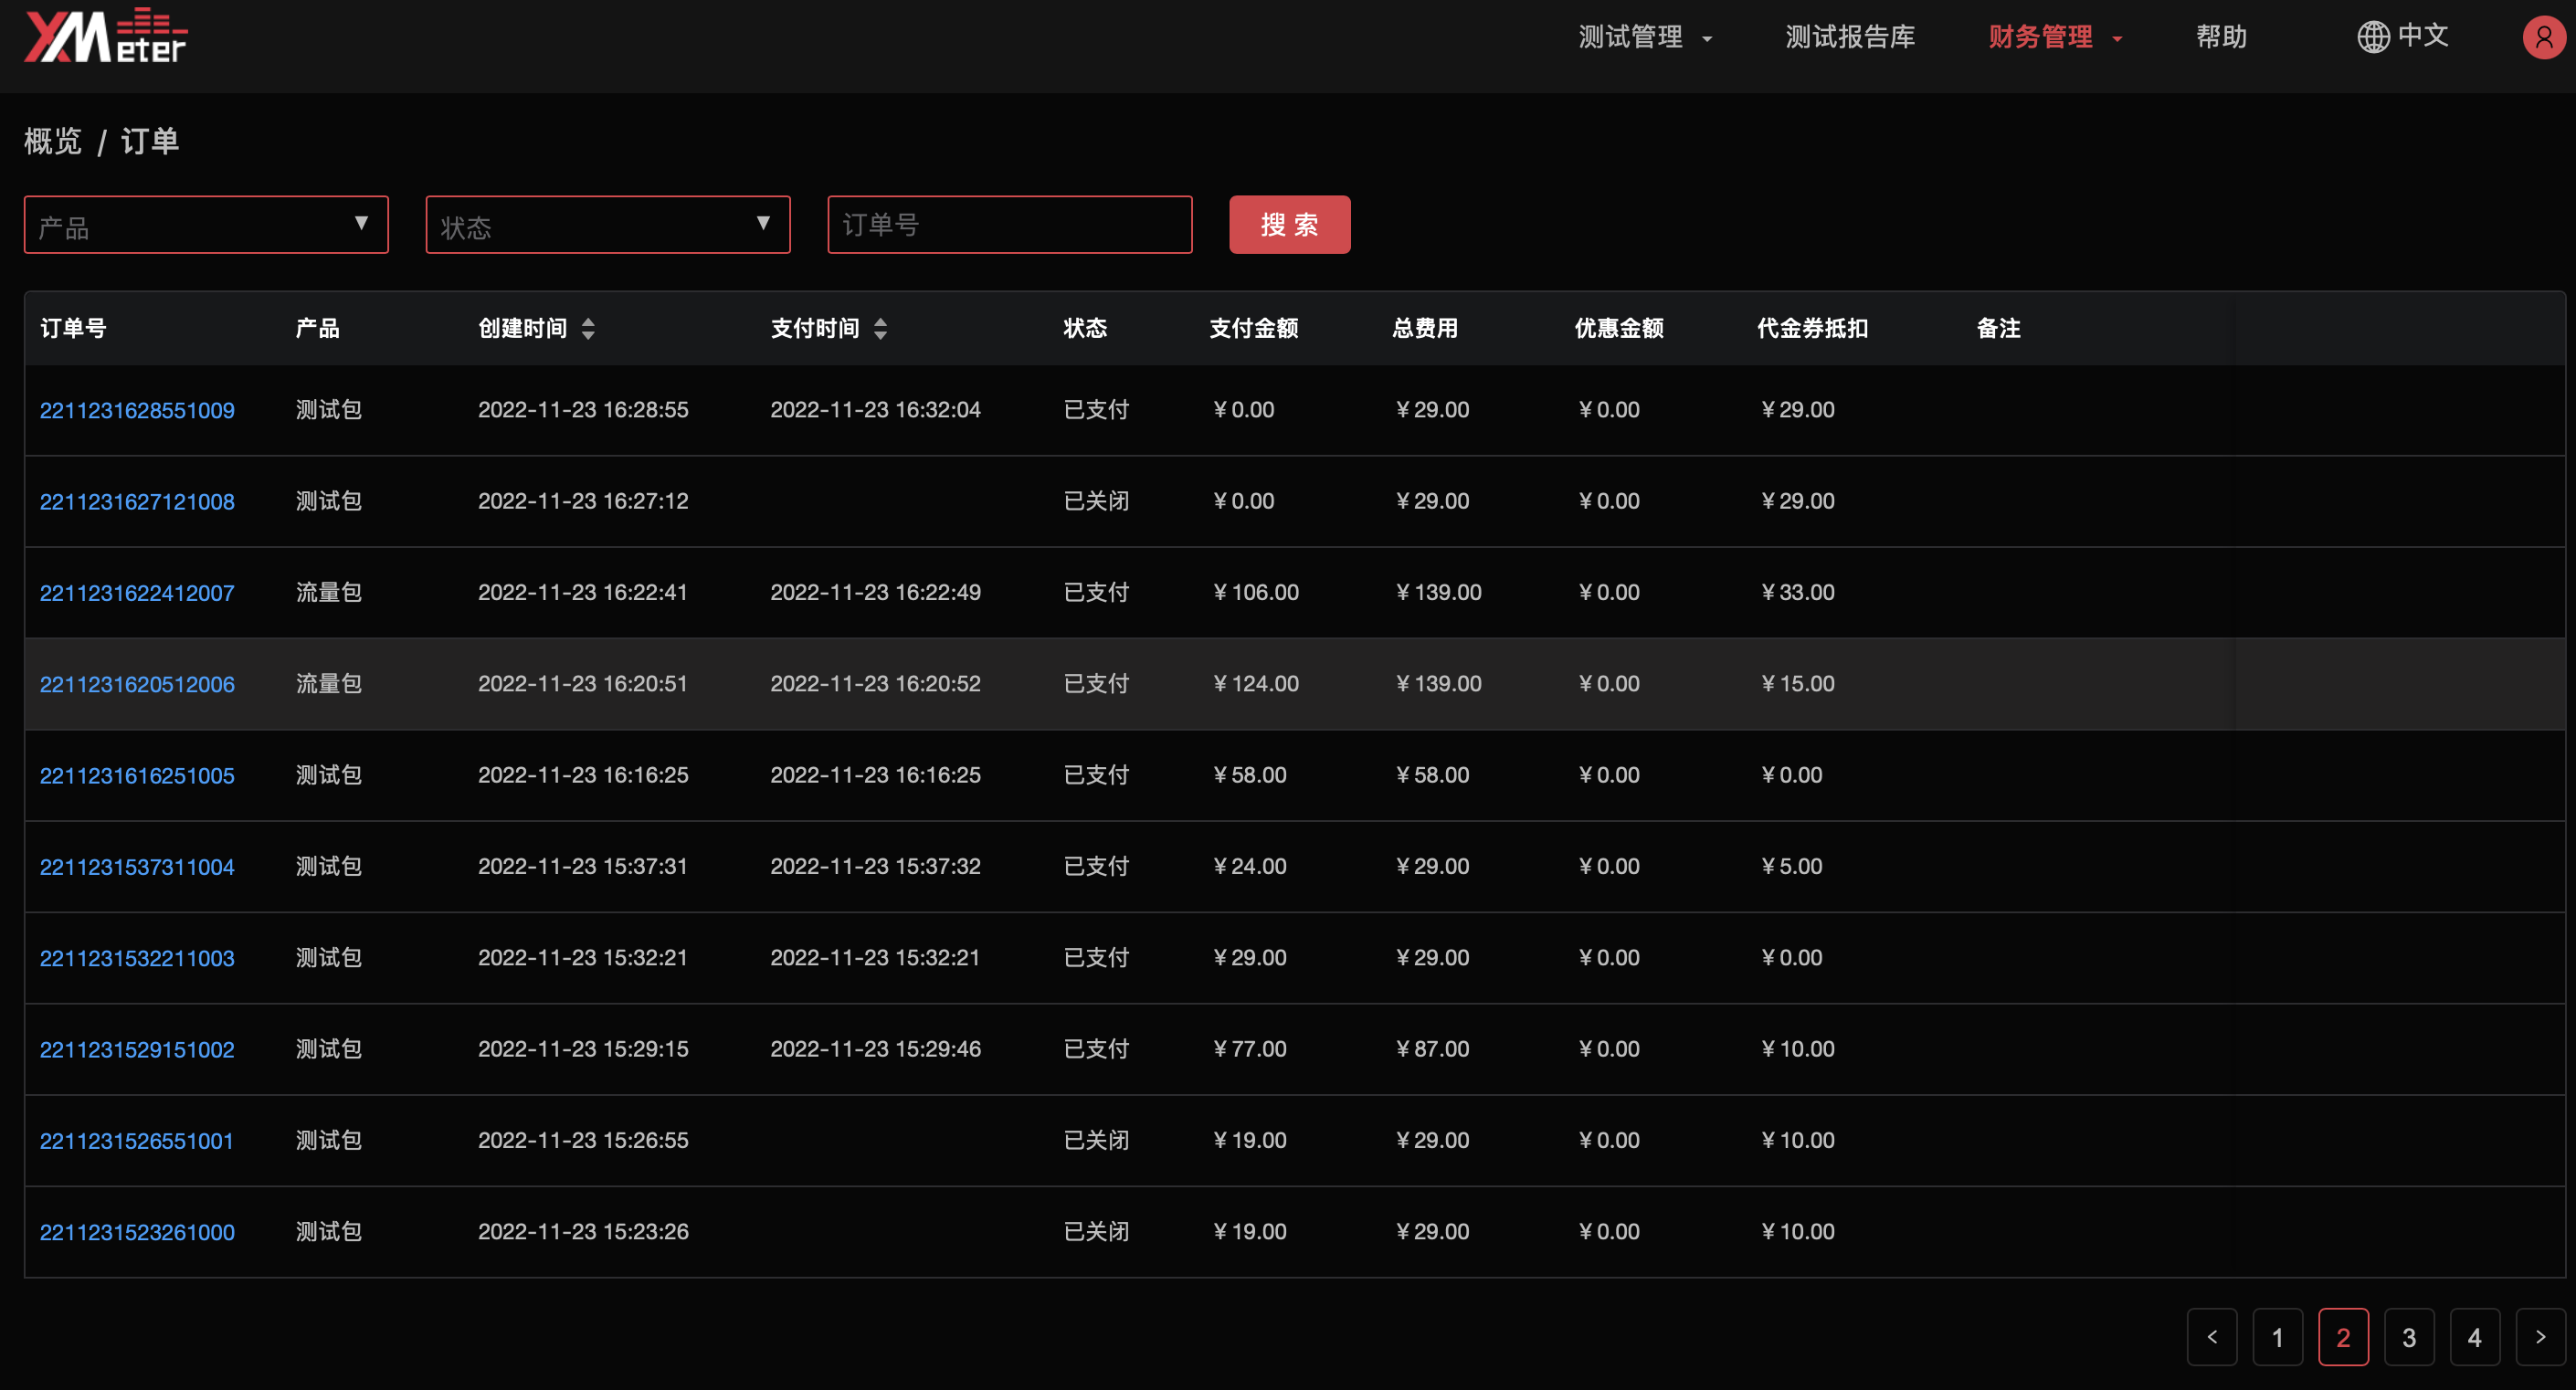 XMeter 测试管理 测试报告库 财务管理 帮助 中文
概览 / 订单
产品 状态 订单号 搜 索
订单号 产品 创建时间 支付时间 状态 支付金额 总费用 优惠金额 代金券抵扣 备注
2211231628551009 测试包 2022-11-23 16:28:55 2022-11-23 16:32:04 已支付 ¥0.00 ¥29.00 ¥0.00 ¥29.00
2211231627121008 测试包 2022-11-23 16:27:12 已关闭 ¥0.00 ¥29.00 ¥0.00 ¥29.00
2211231622412007 流量包 2022-11-23 16:22:41 2022-11-23 16:22:49 已支付 ¥106.00 ¥139.00 ¥0.00 ¥33.00
2211231620512006 流量包 2022-11-23 16:20:51 2022-11-23 16:20:52 已支付 ¥124.00 ¥139.00 ¥0.00 ¥15.00
2211231616251005 测试包 2022-11-23 16:16:25 2022-11-23 16:16:25 已支付 ¥58.00 ¥58.00 ¥0.00 ¥0.00
2211231537311004 测试包 2022-11-23 15:37:31 2022-11-23 15:37:32 已支付 ¥24.00 ¥29.00 ¥0.00 ¥5.00
2211231532211003 测试包 2022-11-23 15:32:21 2022-11-23 15:32:21 已支付 ¥29.00 ¥29.00 ¥0.00 ¥0.00
2211231529151002 测试包 2022-11-23 15:29:15 2022-11-23 15:29:46 已支付 ¥77.00 ¥87.00 ¥0.00 ¥10.00
2211231526551001 测试包 2022-11-23 15:26:55 已关闭 ¥19.00 ¥29.00 ¥0.00 ¥10.00
2211231523261000 测试包 2022-11-23 15:23:26 已关闭 ¥19.00 ¥29.00 ¥0.00 ¥10.00
< 1 2 3 4 >